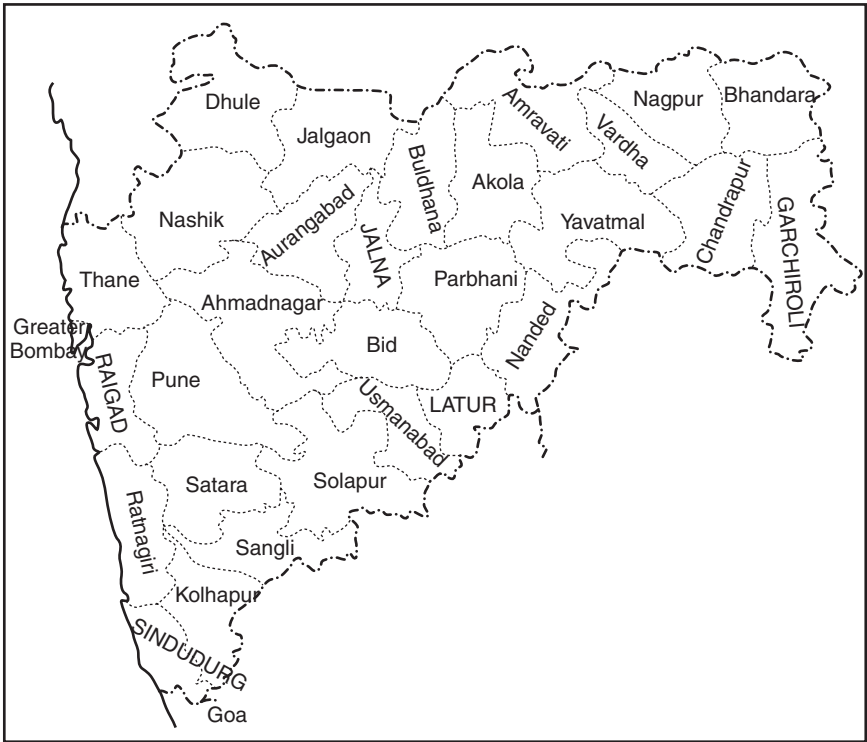 Dhule
Jalgaon
Buldhana
Akola
Amravati
Vardha
Nagpur
Bhandara
Nashik
Aurangabad
JALNA
Parbhani
Yavatmal
Chandrapur
GARCHIROLI
Thane
Ahmadnagar
Greater
Bombay
RAIGAD
Pune
Bid
Nanded
Usmanabad
LATUR
Ratnagiri
Satara
Solapur
Sangli
Kolhapur
SINDUDURG
Goa